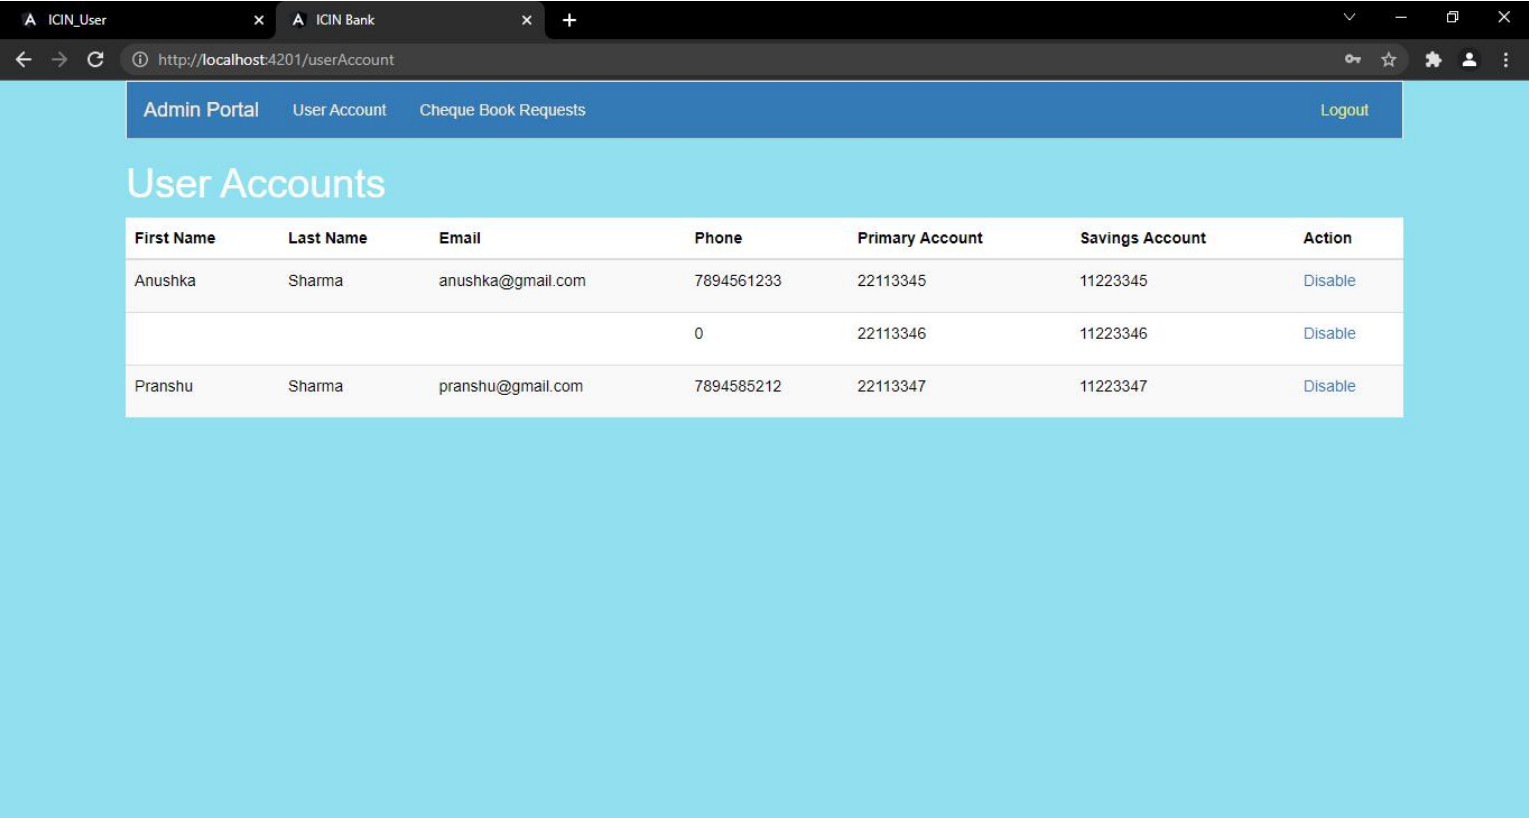 ICIN_User ICIN Bank
http://localhost:4201/userAccount
Admin Portal User Account Cheque Book Requests Logout
User Accounts
First Name Last Name Email Phone Primary Account Savings Account Action
Anushka Sharma anushka@gmail.com 7894561233 22113345 11223345 Disable
0 22113346 11223346 Disable
Pranshu Sharma pranshu@gmail.com 7894585212 22113347 11223347 Disable